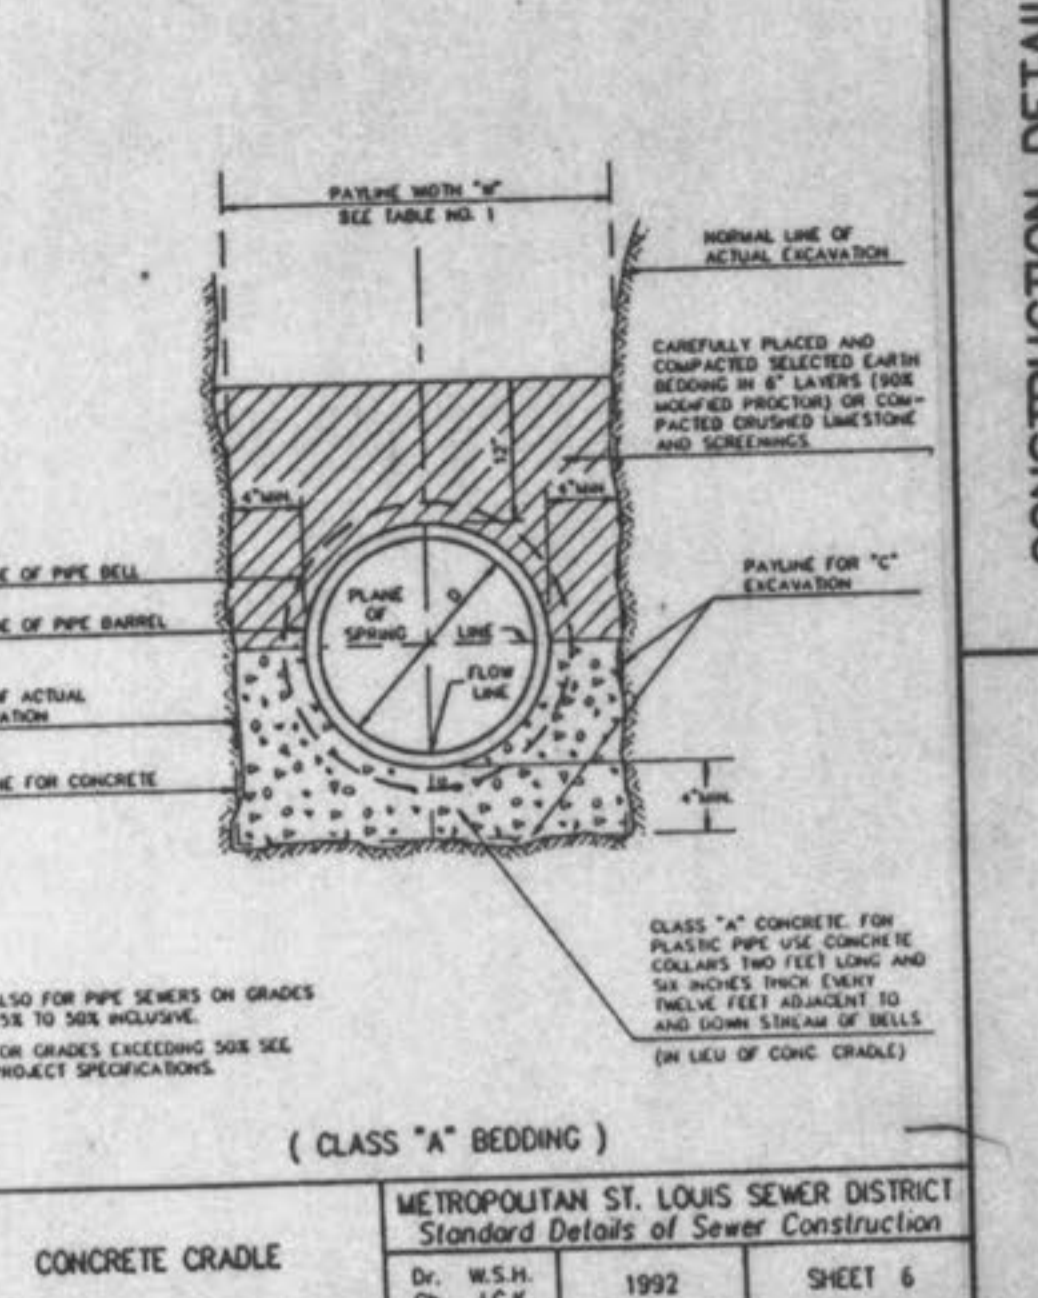 PAYLINE WIDTH "W"
SEE TABLE NO. 1
NORMAL LINE OF
ACTUAL EXCAVATION
CAREFULLY PLACED AND
COMPACTED SELECTED EARTH
BEDDING IN 6" LAYERS (90%
MODIFIED PROCTOR) OR COM-
PACTED CRUSHED LIMESTONE
AND SCREENINGS.
12"
4"MIN.
4"MIN.
E OF PIPE BELL
E OF PIPE BARREL
F ACTUAL
ATION
NE FOR CONCRETE
PLANE
OF
SPRING
LINE
D
FLOW
LINE
PAYLINE FOR "C"
EXCAVATION
4"MIN.
CLASS "A" CONCRETE. FOR
PLASTIC PIPE USE CONCRETE
COLLARS TWO FEET LONG AND
SIX INCHES THICK EVERY
TWELVE FEET ADJACENT TO
AND DOWN STREAM OF BELLS
(IN LIEU OF CONC. CRADLE)
LSO FOR PIPE SEWERS ON GRADES
5% TO 50% INCLUSIVE.
OR GRADES EXCEEDING 50% SEE
ROJECT SPECIFICATIONS.
( CLASS "A" BEDDING )
CONCRETE CRADLE
METROPOLITAN ST. LOUIS SEWER DISTRICT
Standard Details of Sewer Construction
Dr. W.S.H.
1992
SHEET 6
CONSTRUCTION DETAIL